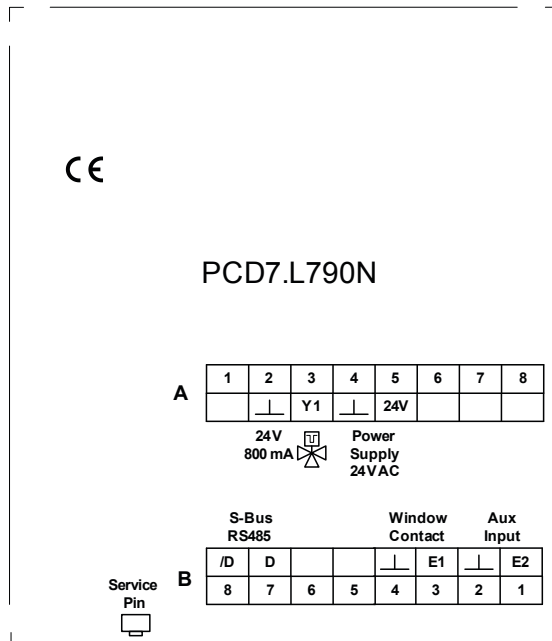 CE
PCD7.L790N
A
1 2 3 4 5 6 7 8
Y1 24V
24V
800 mA
Power
Supply
24VAC
S-Bus
RS485
Window
Contact
Aux
Input
/D D E1 E2
B
8 7 6 5 4 3 2 1
Service
Pin